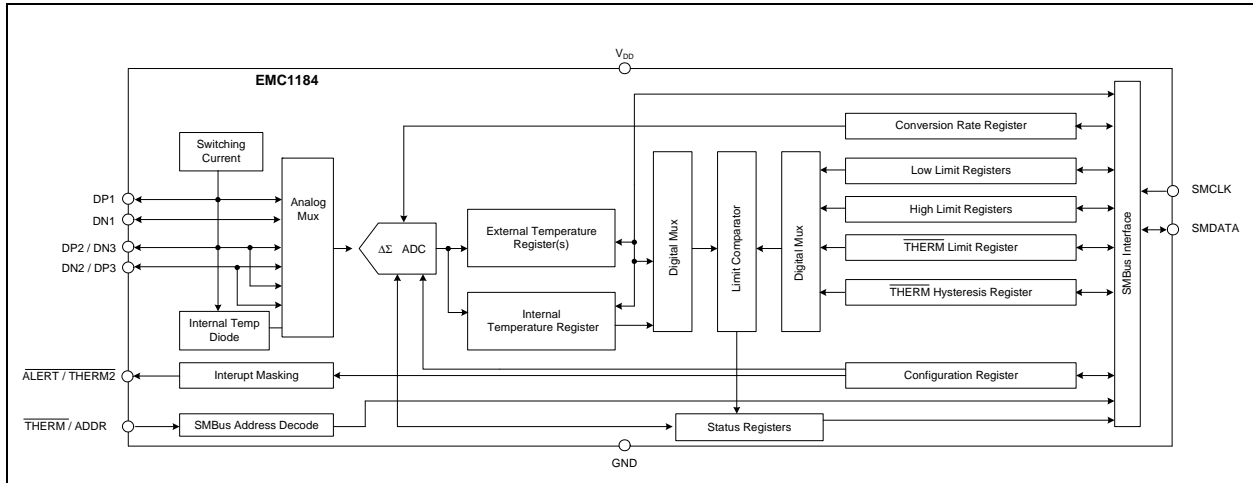 V_DD
EMC1184
Switching
Current
Conversion Rate Register
Analog
Mux
Low Limit Registers
DP1
SMCLK
DN1
External Temperature
Register(s)
High Limit Registers
DP2 / DN3
ΔΣ ADC
Digital Mux
Limit Comparator
Digital Mux
SMBus Interface
SMDATA
DN2 / DP3
THERM Limit Register
THERM Hysteresis Register
Internal Temp
Diode
Internal
Temperature Register
ALERT / THERM2
Interupt Masking
Configuration Register
THERM / ADDR
SMBus Address Decode
Status Registers
GND